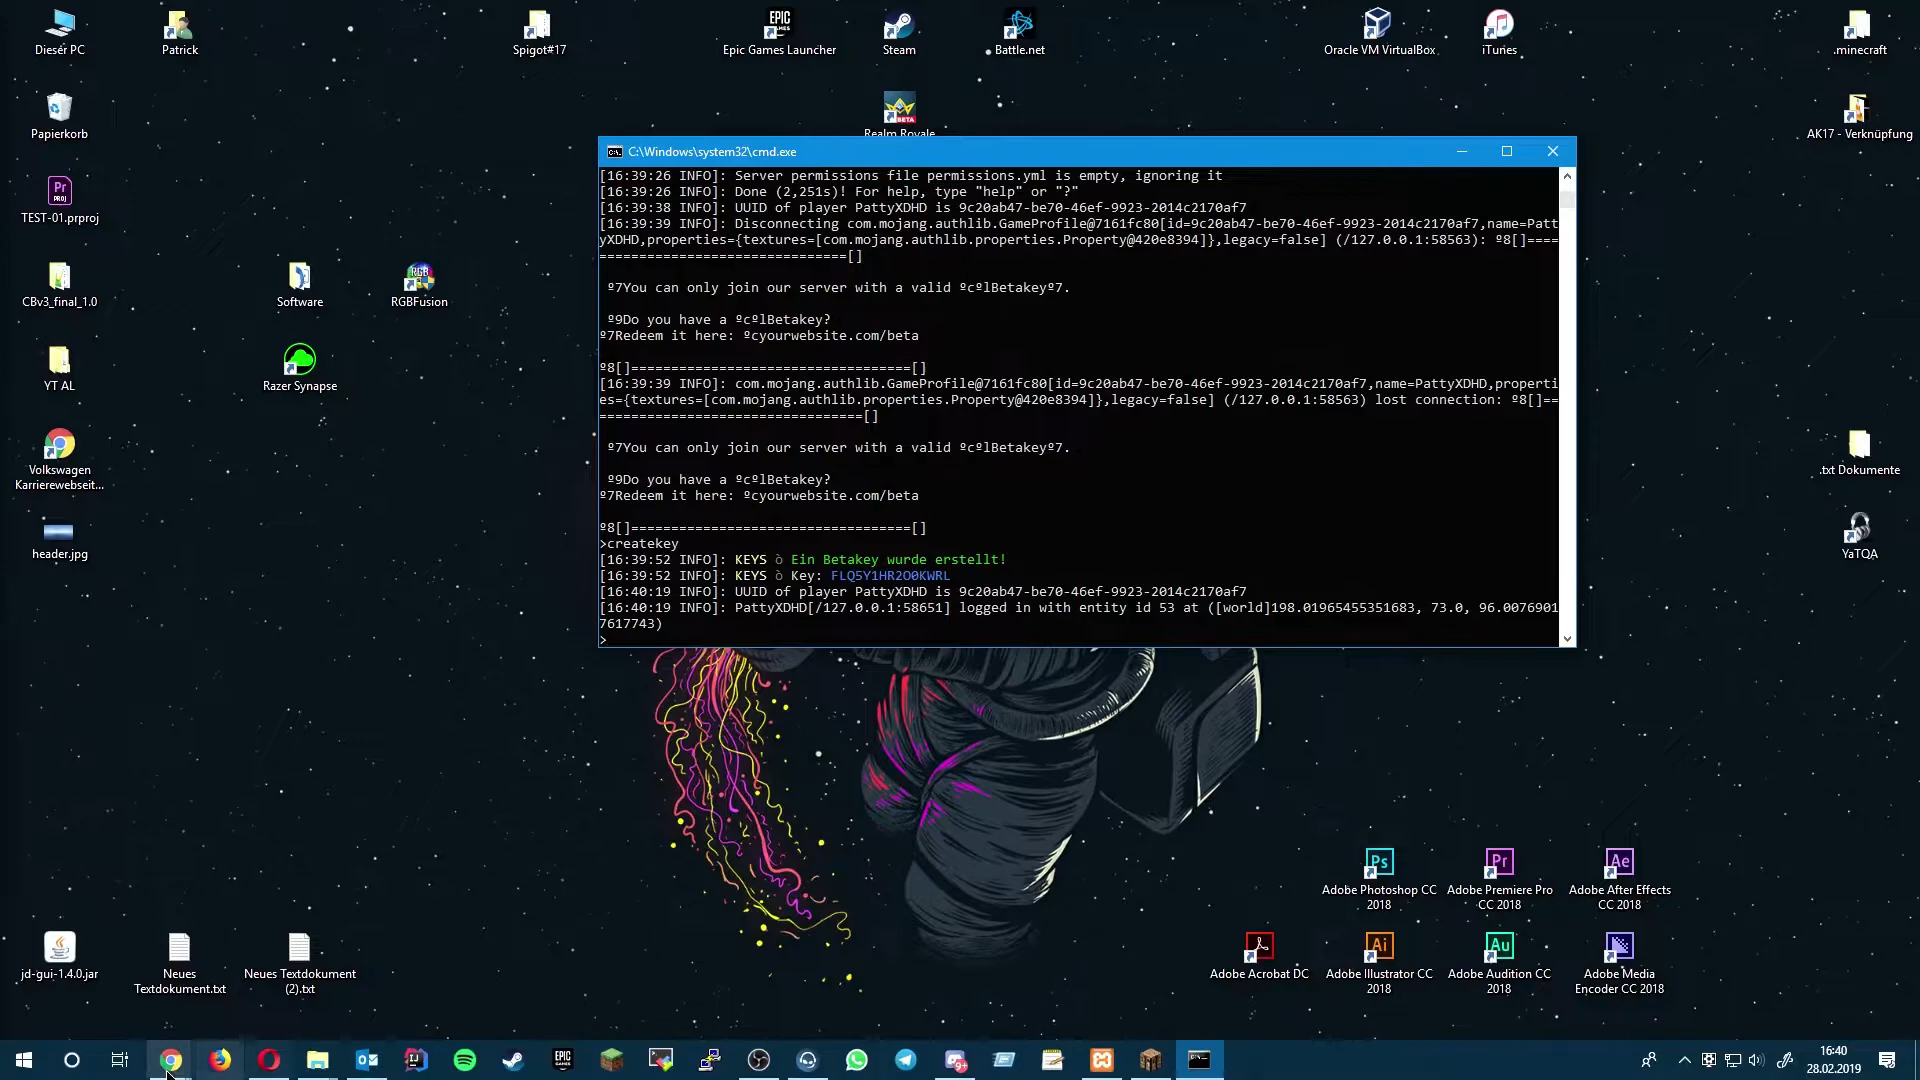 Dieser PC
Patrick
Spigot#17
EPIC GAMES
Epic Games Launcher
Steam
Battle.net
Oracle VM VirtualBox
iTunes
.minecraft
Papierkorb
BETA
Realm Royale
AK17 - Verknüpfung
Pr
PROJ
TEST-01.prproj
CBv3_final_1.0
Software
RGB
RGBFusion
YT AL
Razer Synapse
Volkswagen
Karrierewebseit...
header.jpg
.txt Dokumente
YaTQA
C:\Windows\system32\cmd.exe
[16:39:26 INFO]: Server permissions file permissions.yml is empty, ignoring it
[16:39:26 INFO]: Done (2,251s)! For help, type "help" or "?"
[16:39:38 INFO]: UUID of player PattyXDHD is 9c20ab47-be70-46ef-9923-2014c2170af7
[16:39:39 INFO]: Disconnecting com.mojang.authlib.GameProfile@7161fc80[id=9c20ab47-be70-46ef-9923-2014c2170af7,name=Patt
yXDHD,properties={textures=[com.mojang.authlib.properties.Property@420e8394]},legacy=false] (/127.0.0.1:58563): º8[]====
===============================[]
º7You can only join our server with a valid ºcºlBetakeyº7.
º9Do you have a ºcºlBetakey?
º7Redeem it here: ºcyourwebsite.com/beta
º8[]===================================[]
[16:39:39 INFO]: com.mojang.authlib.GameProfile@7161fc80[id=9c20ab47-be70-46ef-9923-2014c2170af7,name=PattyXDHD,properti
es={textures=[com.mojang.authlib.properties.Property@420e8394]},legacy=false] (/127.0.0.1:58563) lost connection: º8[]==
=================================[]
º7You can only join our server with a valid ºcºlBetakeyº7.
º9Do you have a ºcºlBetakey?
º7Redeem it here: ºcyourwebsite.com/beta
º8[]===================================[]
>createkey
[16:39:52 INFO]: KEYS ò Ein Betakey wurde erstellt!
[16:39:52 INFO]: KEYS ò Key: FLQ5Y1HR2O0KWRL
[16:40:19 INFO]: UUID of player PattyXDHD is 9c20ab47-be70-46ef-9923-2014c2170af7
[16:40:19 INFO]: PattyXDHD[/127.0.0.1:58651] logged in with entity id 53 at ([world]198.01965455351683, 73.0, 96.0076901
7617743)
>
Ps
Adobe Photoshop CC
2018
Pr
Adobe Premiere Pro
CC 2018
Ae
Adobe After Effects
CC 2018
jd-gui-1.4.0.jar
Neues
Textdokument.txt
Neues Textdokument
(2).txt
Adobe Acrobat DC
Ai
Adobe Illustrator CC
2018
Au
Adobe Audition CC
2018
Adobe Media
Encoder CC 2018
EPIC GAMES
9+
16:40
28.02.2019